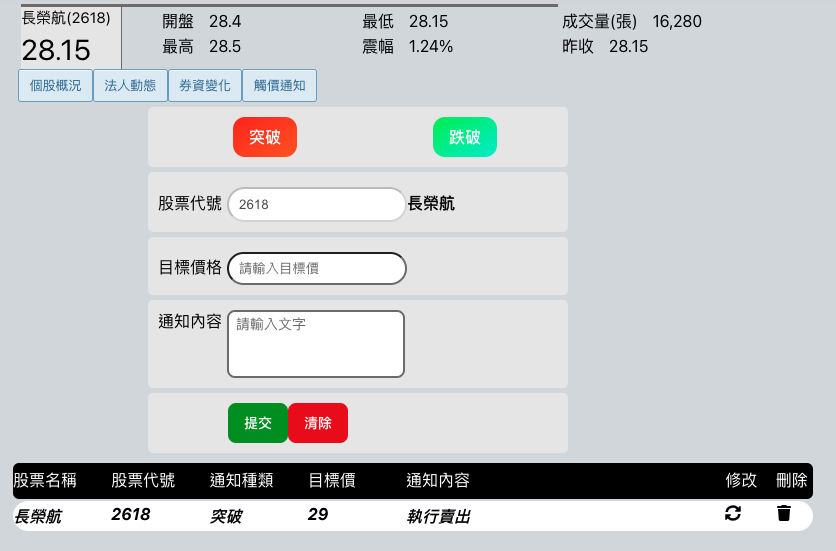 長榮航(2618)
28.15
開盤 28.4 最低 28.15 成交量(張) 16,280
最高 28.5 震幅 1.24% 昨收 28.15
個股概況 法人動態 券資變化 觸價通知
突破 跌破
股票代號 2618 長榮航
目標價格 請輸入目標價
通知內容 請輸入文字
提交 清除
股票名稱 股票代號 通知種類 目標價 通知內容 修改 刪除
長榮航 2618 突破 29 執行賣出